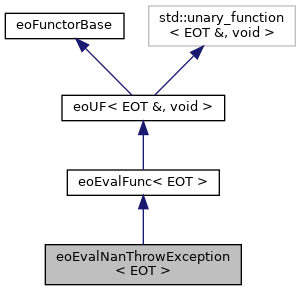 eoFunctorBase
std::unary_function
< EOT &, void >
eoUF< EOT &, void >
eoEvalFunc< EOT >
eoEvalNanThrowException
< EOT >